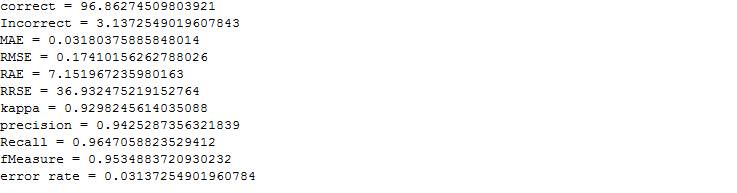 correct = 96.86274509803921
Incorrect = 3.1372549019607843
MAE = 0.03180375885848014
RMSE = 0.17410156262788026
RAE = 7.151967235980163
RRSE = 36.932475219152764
kappa = 0.9298245614035088
precision = 0.9425287356321839
Recall = 0.9647058823529412
fMeasure = 0.9534883720930232
error rate = 0.03137254901960784